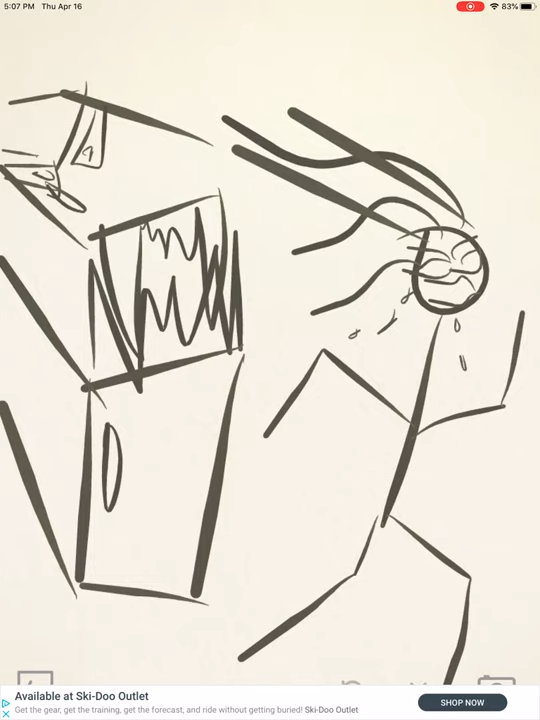 5:07 PM Thu Apr 16
83%
Available at Ski-Doo Outlet
Get the gear, get the training, get the forecast, and ride without getting buried! Ski-Doo Outlet
SHOP NOW